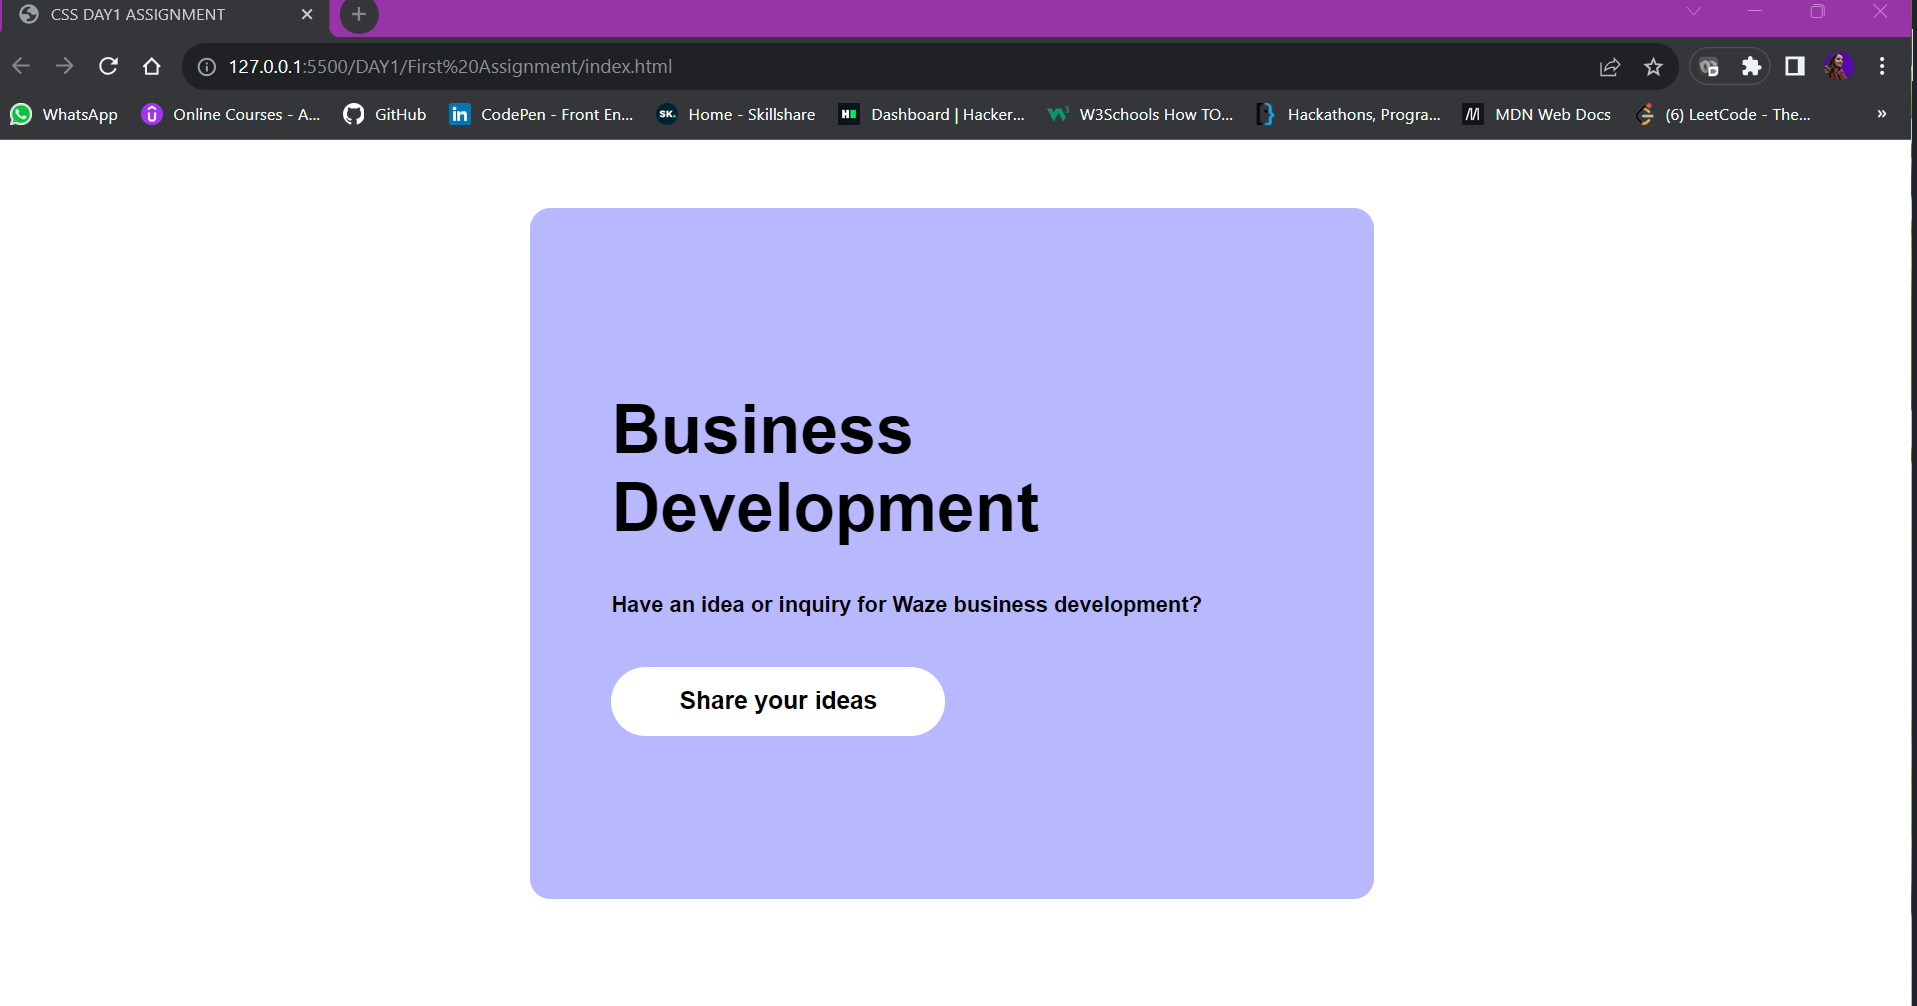 CSS DAY1 ASSIGNMENT
127.0.0.1:5500/DAY1/First%20Assignment/index.html
WhatsApp Online Courses - A... GitHub CodePen - Front En... Home - Skillshare Dashboard | Hacker... W3Schools How TO... Hackathons, Progra... MDN Web Docs (6) LeetCode - The... »
Business
Development
Have an idea or inquiry for Waze business development?
Share your ideas